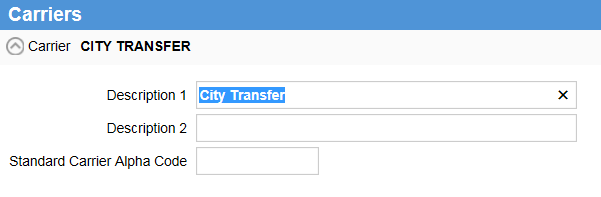 Carriers
Carrier CITY TRANSFER
Description 1 City Transfer
Description 2
Standard Carrier Alpha Code